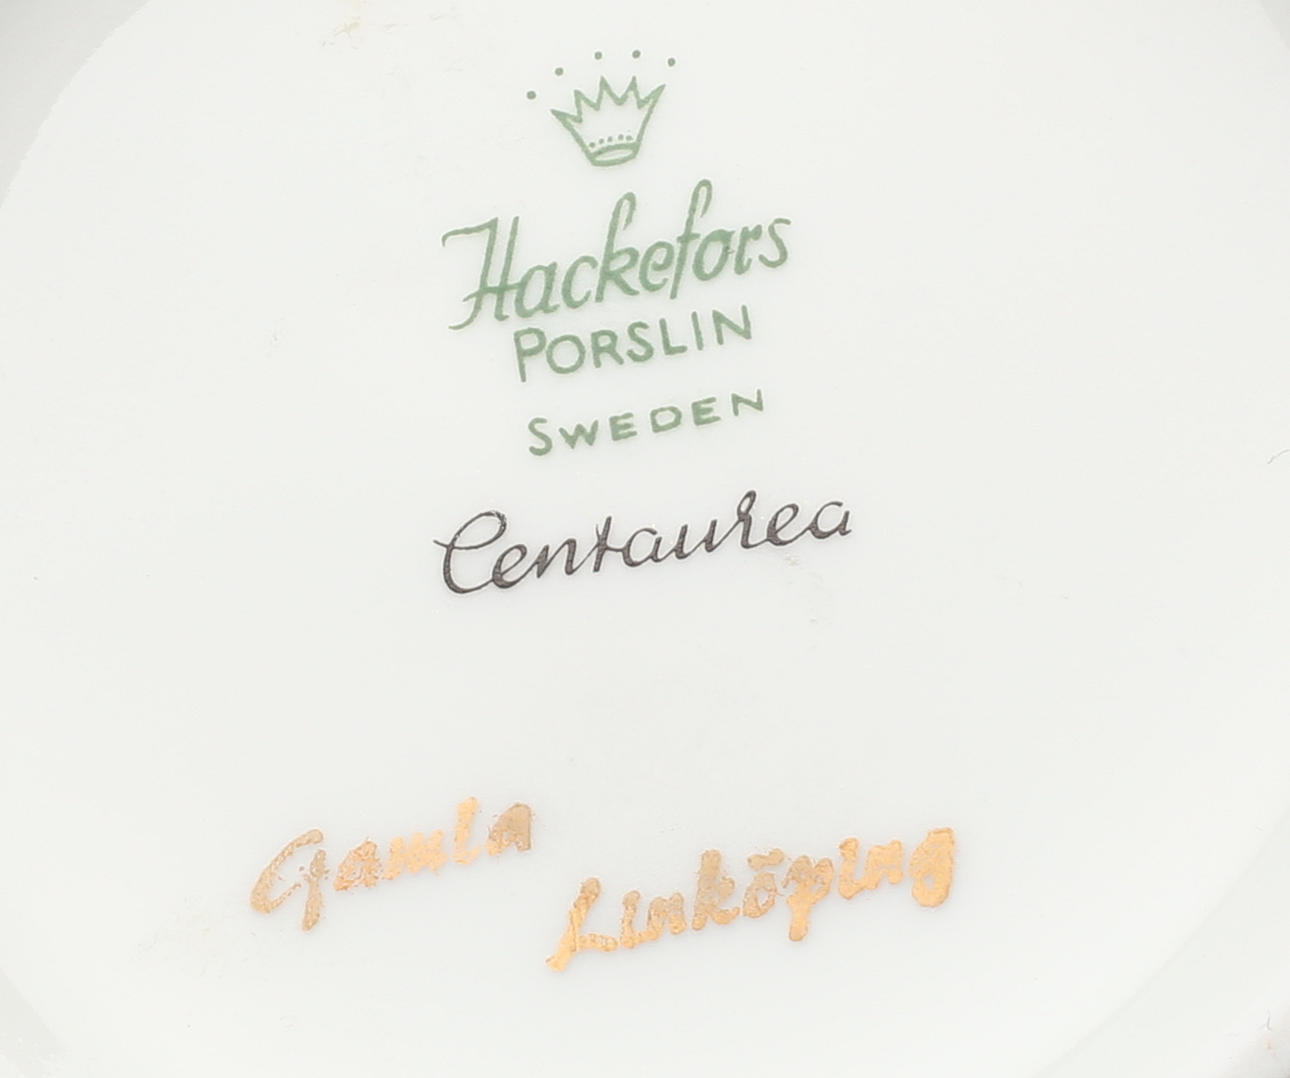 Hackefors
PORSLIN
SWEDEN
Centaurea
Gamla
Linköping